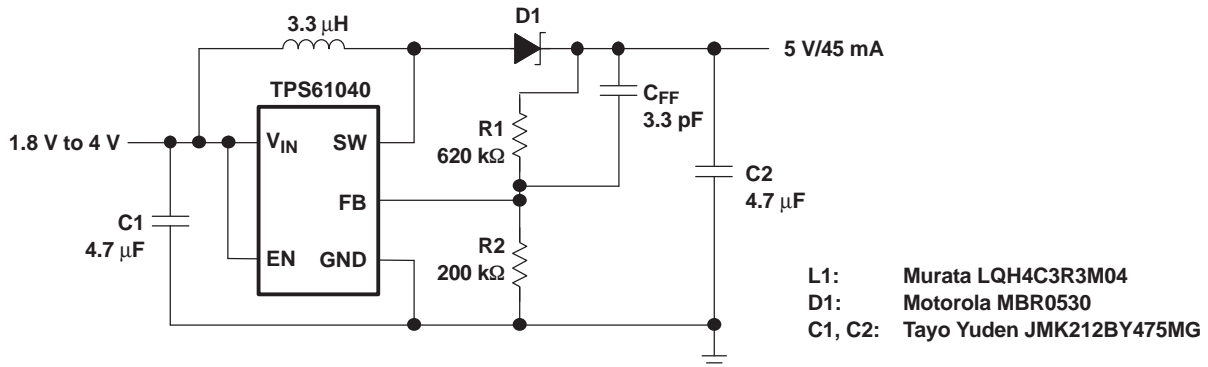 D1
3.3 μH
5 V/45 mA
TPS61040
CFF
3.3 pF
1.8 V to 4 V
VIN
SW
R1
620 kΩ
C2
4.7 μF
FB
C1
4.7 μF
R2
200 kΩ
EN
GND
L1: Murata LQH4C3R3M04
D1: Motorola MBR0530
C1, C2: Tayo Yuden JMK212BY475MG